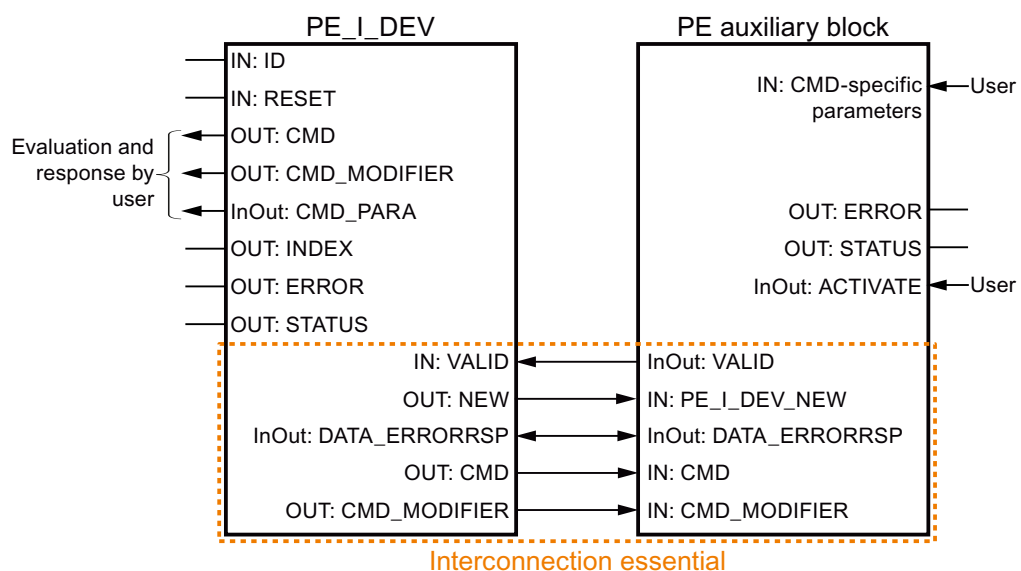 PE_I_DEV
PE auxiliary block
IN: ID
IN: RESET
OUT: CMD
OUT: CMD_MODIFIER
InOut: CMD_PARA
OUT: INDEX
OUT: ERROR
OUT: STATUS
Evaluation and
response by
user
IN: CMD-specific
parameters
User
OUT: ERROR
OUT: STATUS
InOut: ACTIVATE
User
IN: VALID
InOut: VALID
OUT: NEW
IN: PE_I_DEV_NEW
InOut: DATA_ERRORRSP
InOut: DATA_ERRORRSP
OUT: CMD
IN: CMD
OUT: CMD_MODIFIER
IN: CMD_MODIFIER
Interconnection essential